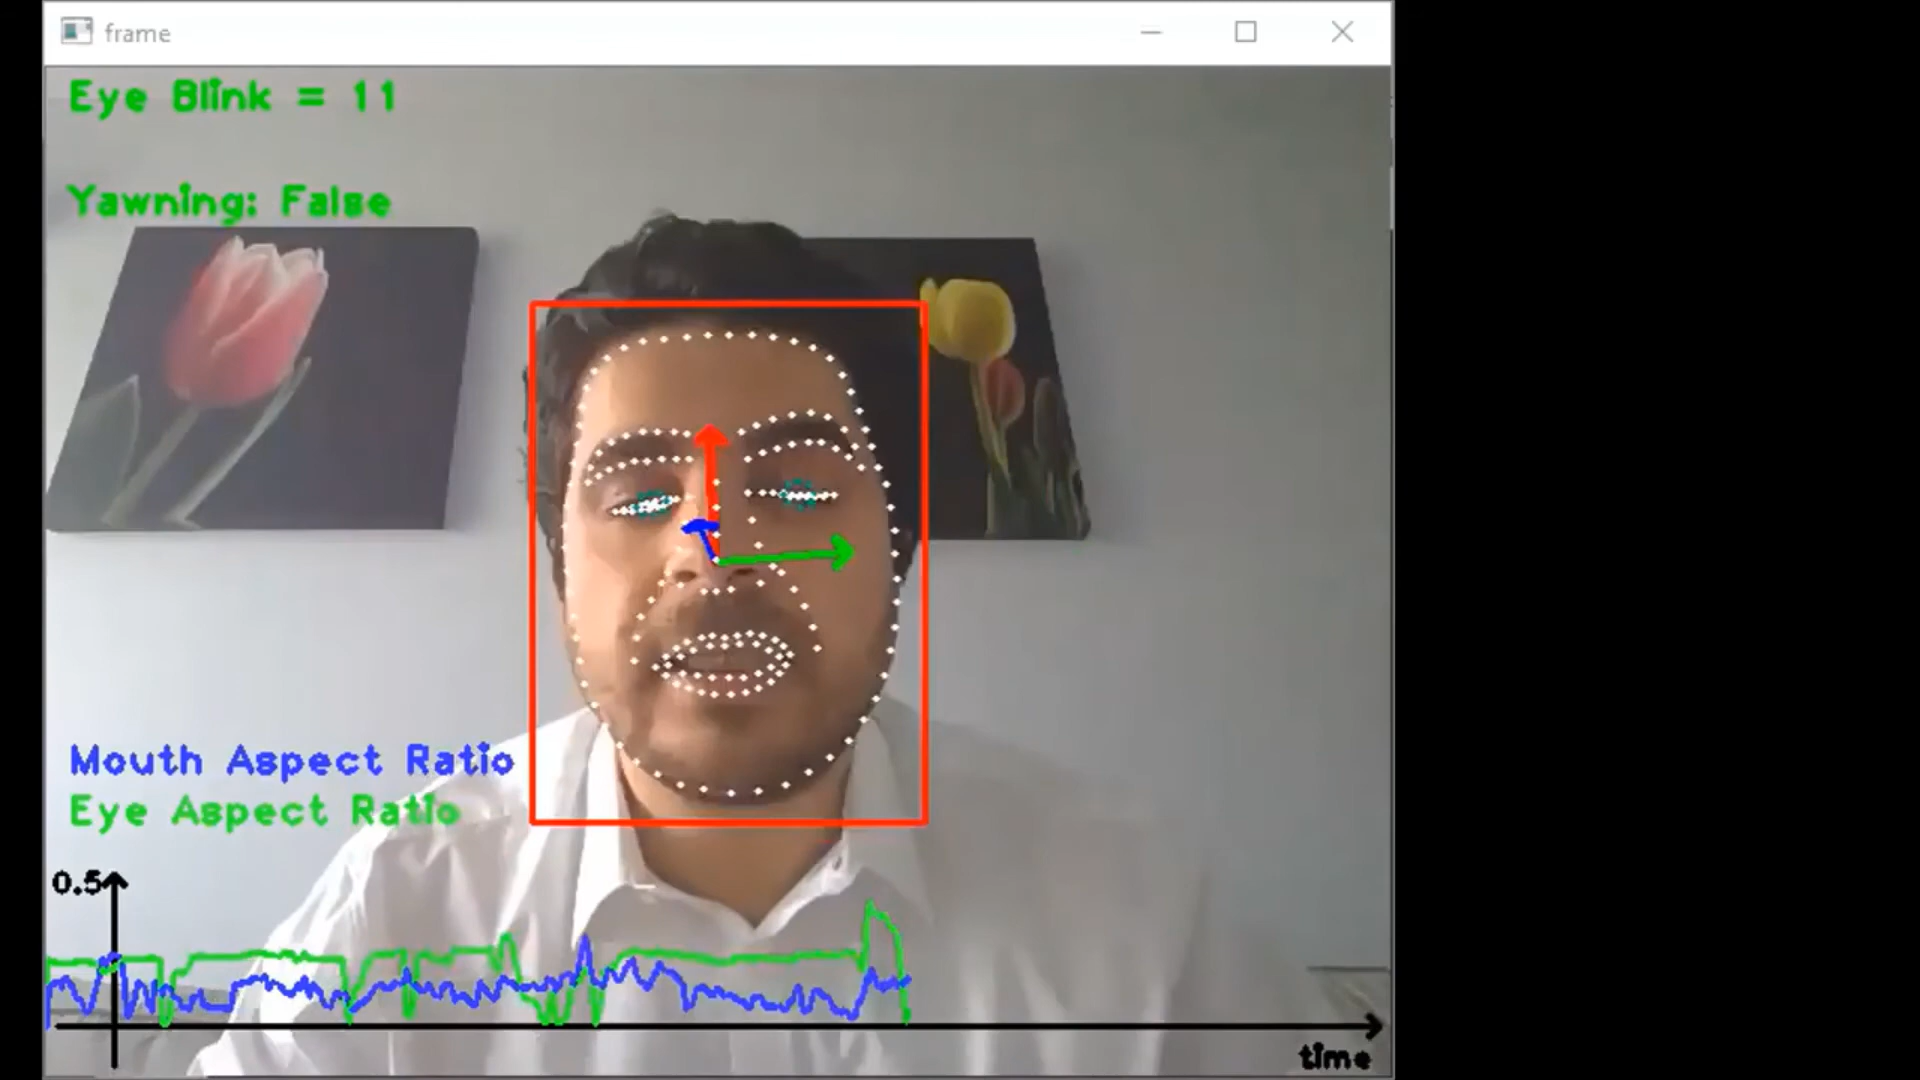 frame
Eye Blink = 11
Yawning: False
Mouth Aspect Ratio
Eye Aspect Ratio
0.5
time